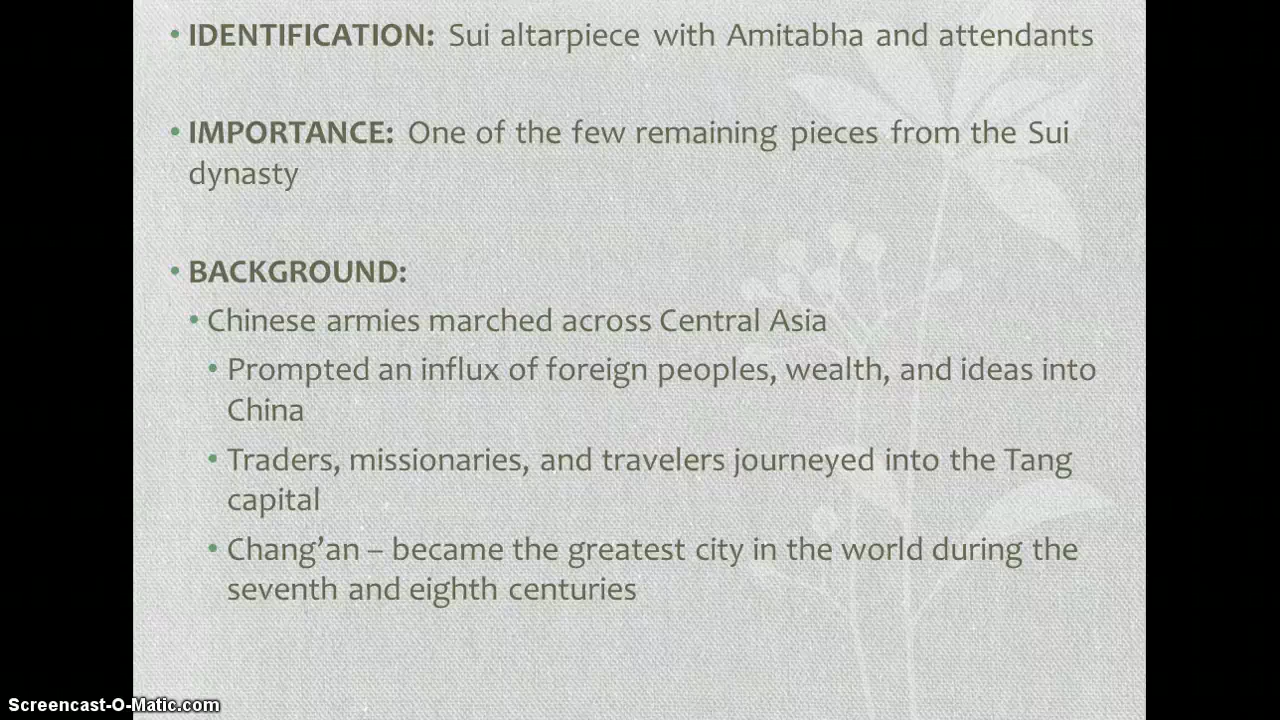 • IDENTIFICATION: Sui altarpiece with Amitabha and attendants
• IMPORTANCE: One of the few remaining pieces from the Sui
dynasty
• BACKGROUND:
• Chinese armies marched across Central Asia
• Prompted an influx of foreign peoples, wealth, and ideas into
China
• Traders, missionaries, and travelers journeyed into the Tang
capital
• Chang’an – became the greatest city in the world during the
seventh and eighth centuries
Screencast-O-Matic.com